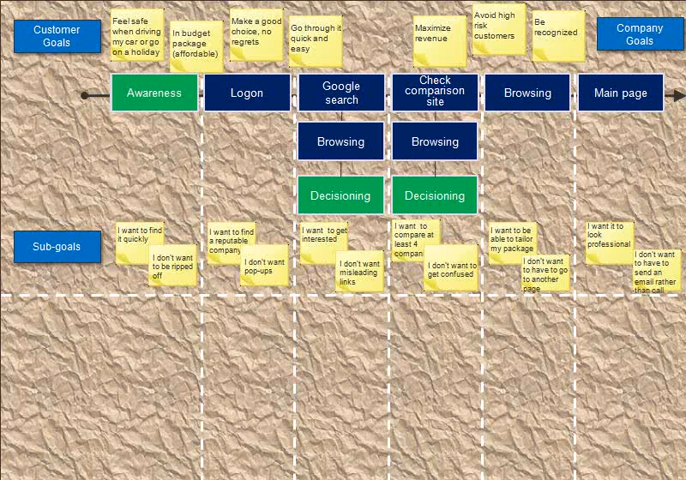 Customer
Goals
Feel safe
when driving
my car or go
on a holiday
In budget
package
(affordable)
Make a good
choice, no
regrets
Go through it
quick and
easy
Maximize
revenue
Avoid high
risk
customers
Be
recognized
Company
Goals
Awareness
Logon
Google
search
Check
comparison
site
Browsing
Main page
Browsing
Browsing
Decisioning
Decisioning
Sub-goals
I want to find
it quickly
I don't want
to be ripped
off
I want to find
a reputable
company
I don't want
pop-ups
I want to get
interested
I don't want
misleading
links
I want to
compare at
least 4
compani
I don't want to
get confused
I want to be
able to tailor
my package
I don't want
to have to go
to another
page
I want it to
look
professional
I don't want
to have to
send an
email rather
than call